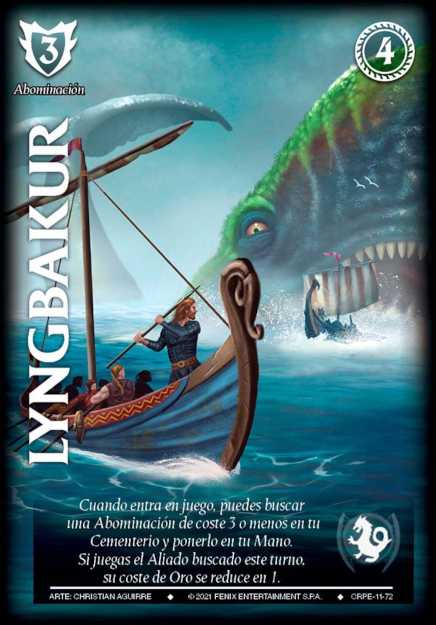 3
4
Abominación
LYNGBAKUR
Cuando entra en juego, puedes buscar
una Abominación de coste 3 o menos en tu
Cementerio y ponerlo en tu Mano.
Si juegas el Aliado buscado este turno,
su coste de Oro se reduce en 1.
ARTE: CHRISTIAN AGUIRRE ◆ © 2021 FENIX ENTERTAINMENT S.P.A. ◆ CRPE-11-72